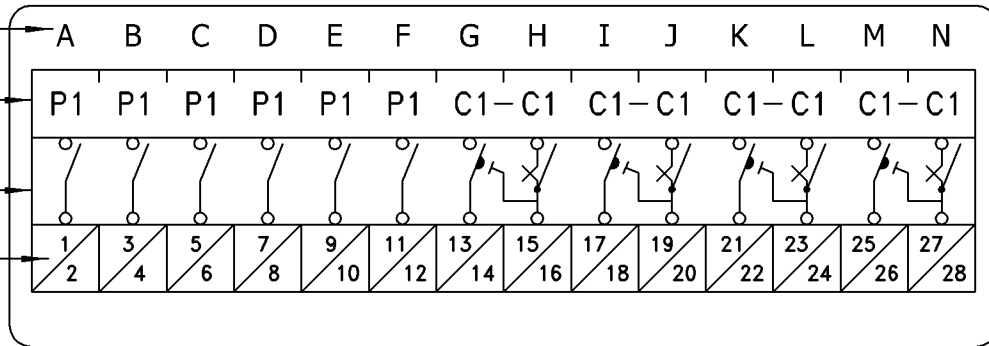 A B C D E F G H I J K L M N
P1 P1 P1 P1 P1 P1 C1-C1 C1-C1 C1-C1 C1-C1
1 3 5 7 9 11 13 15 17 19 21 23 25 27
2 4 6 8 10 12 14 16 18 20 22 24 26 28